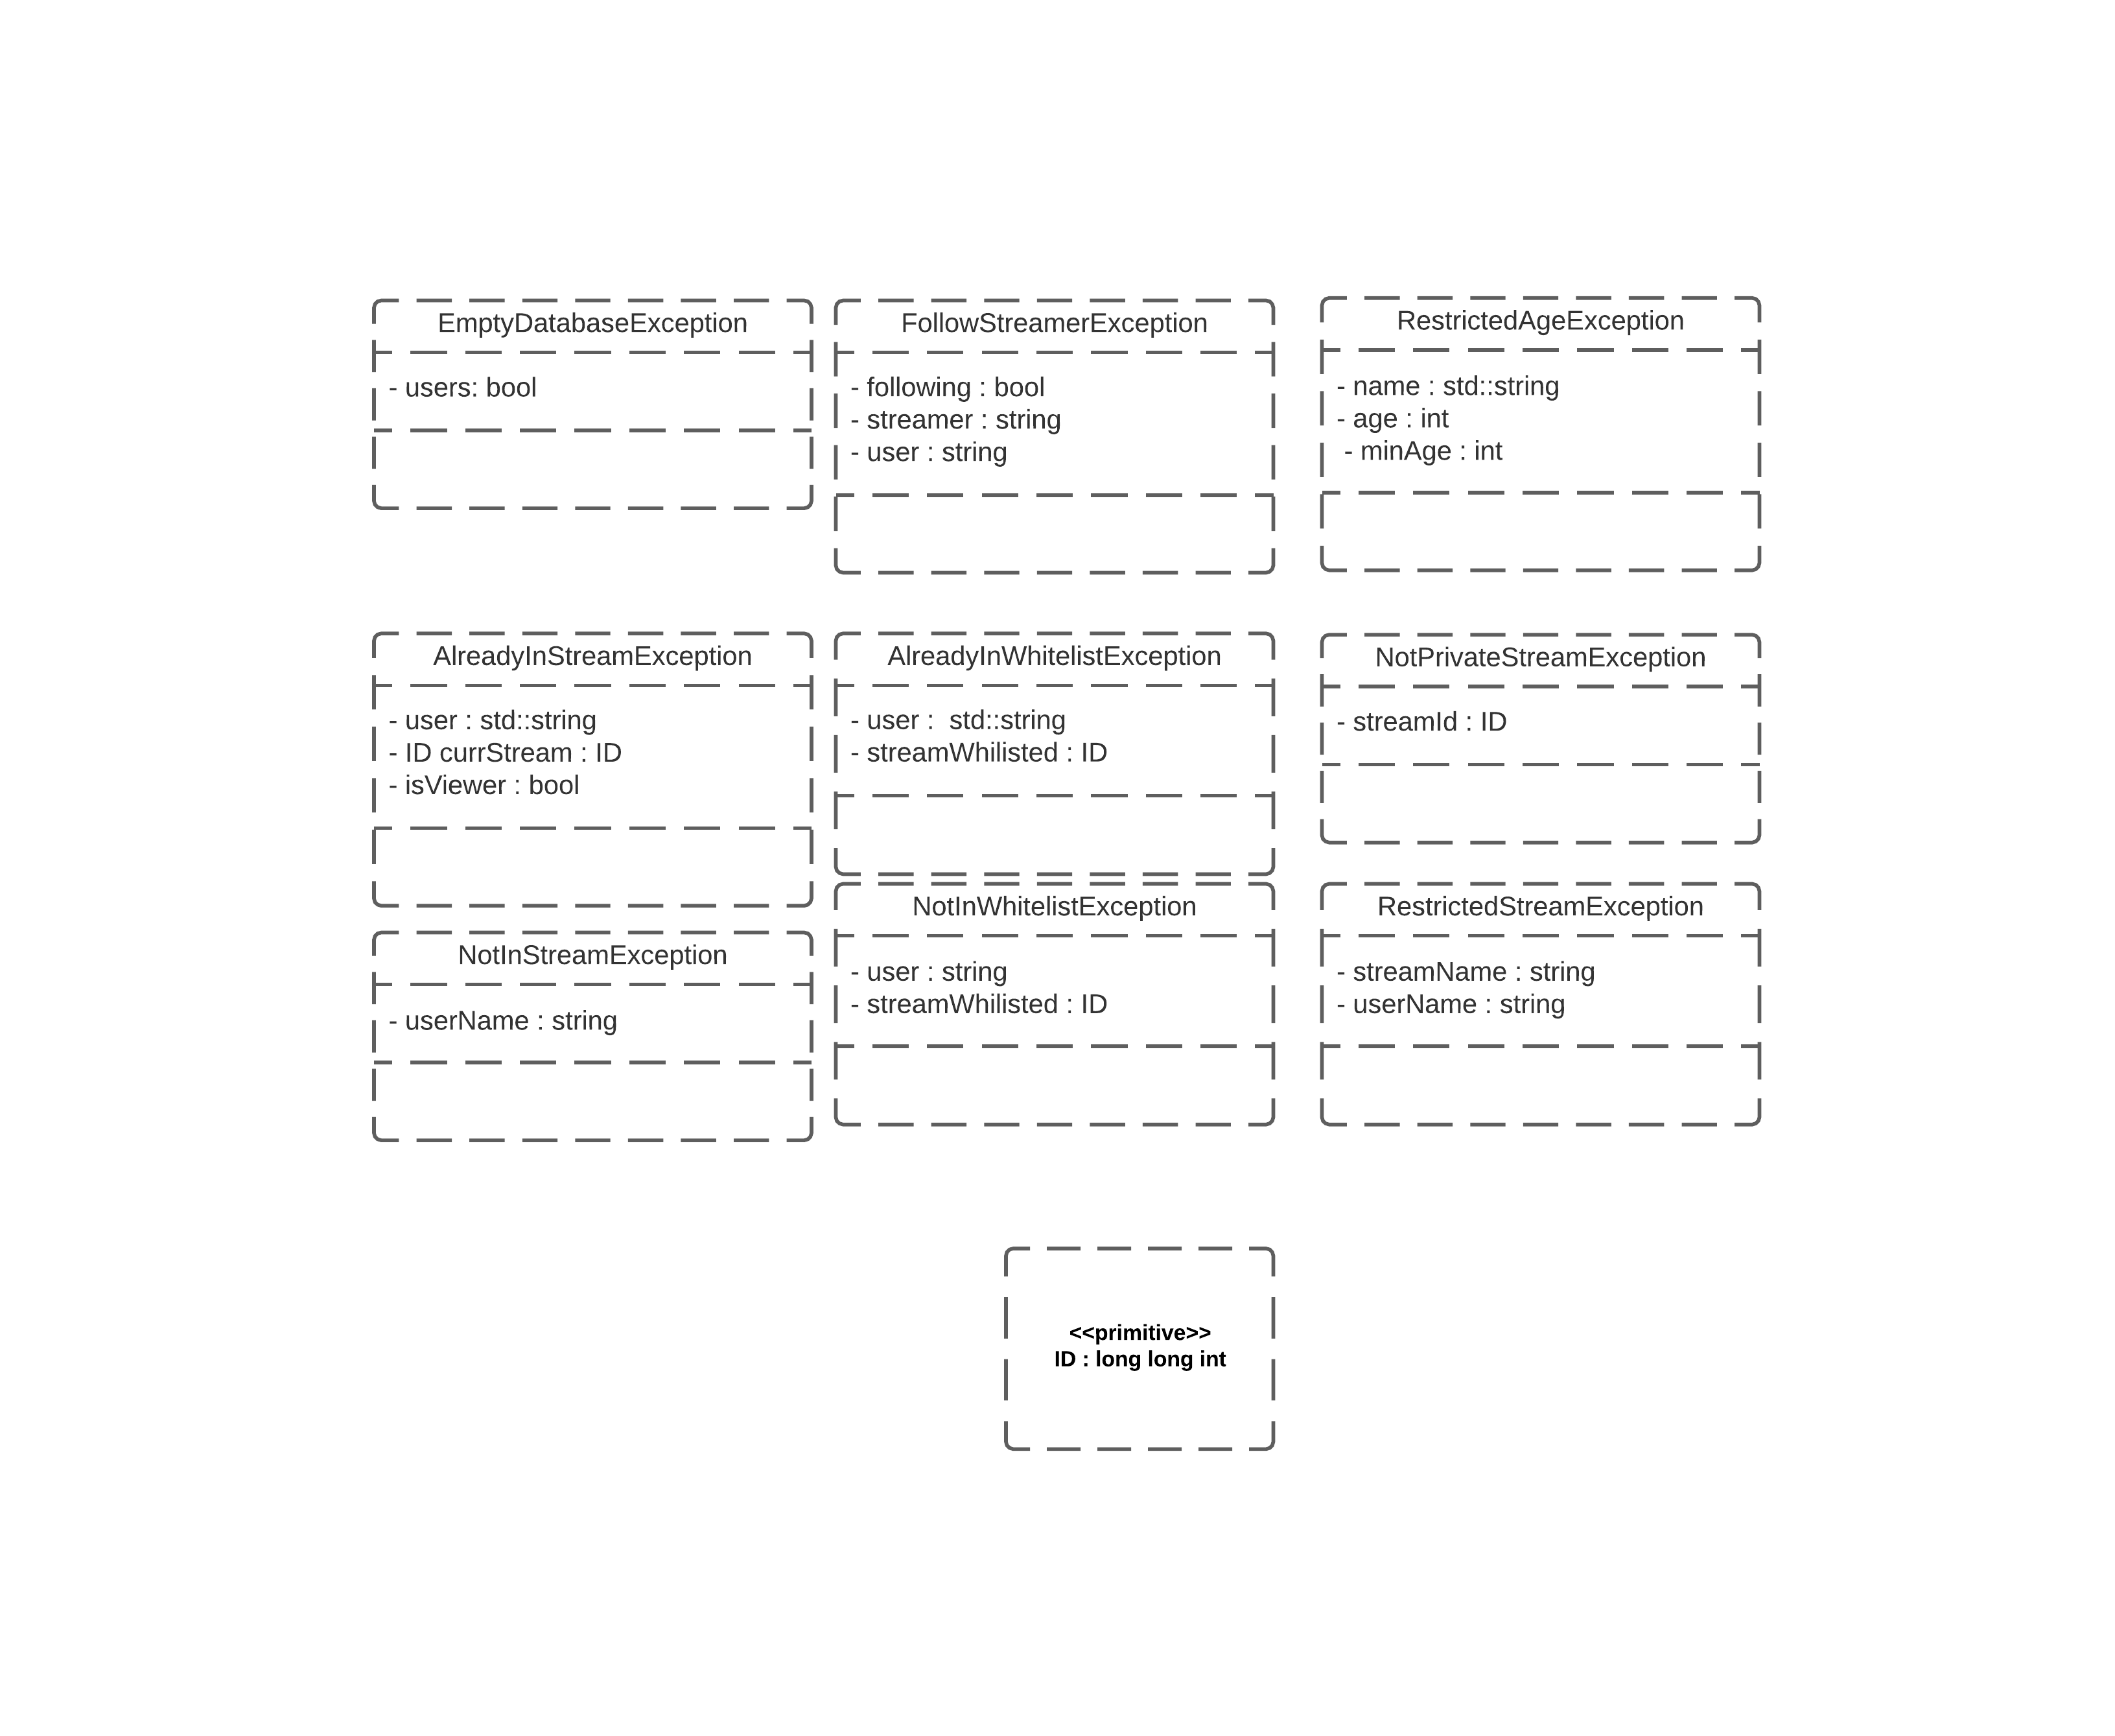 EmptyDatabaseException
- users: bool
FollowStreamerException
- following : bool
- streamer : string
- user : string
RestrictedAgeException
- name : std::string
- age : int
- minAge : int
AlreadyInStreamException
- user : std::string
- ID currStream : ID
- isViewer : bool
AlreadyInWhitelistException
- user :  std::string
- streamWhilisted : ID
NotPrivateStreamException
- streamId : ID
NotInStreamException
- userName : string
NotInWhitelistException
- user : string
- streamWhilisted : ID
RestrictedStreamException
- streamName : string
- userName : string
<<primitive>>
ID : long long int